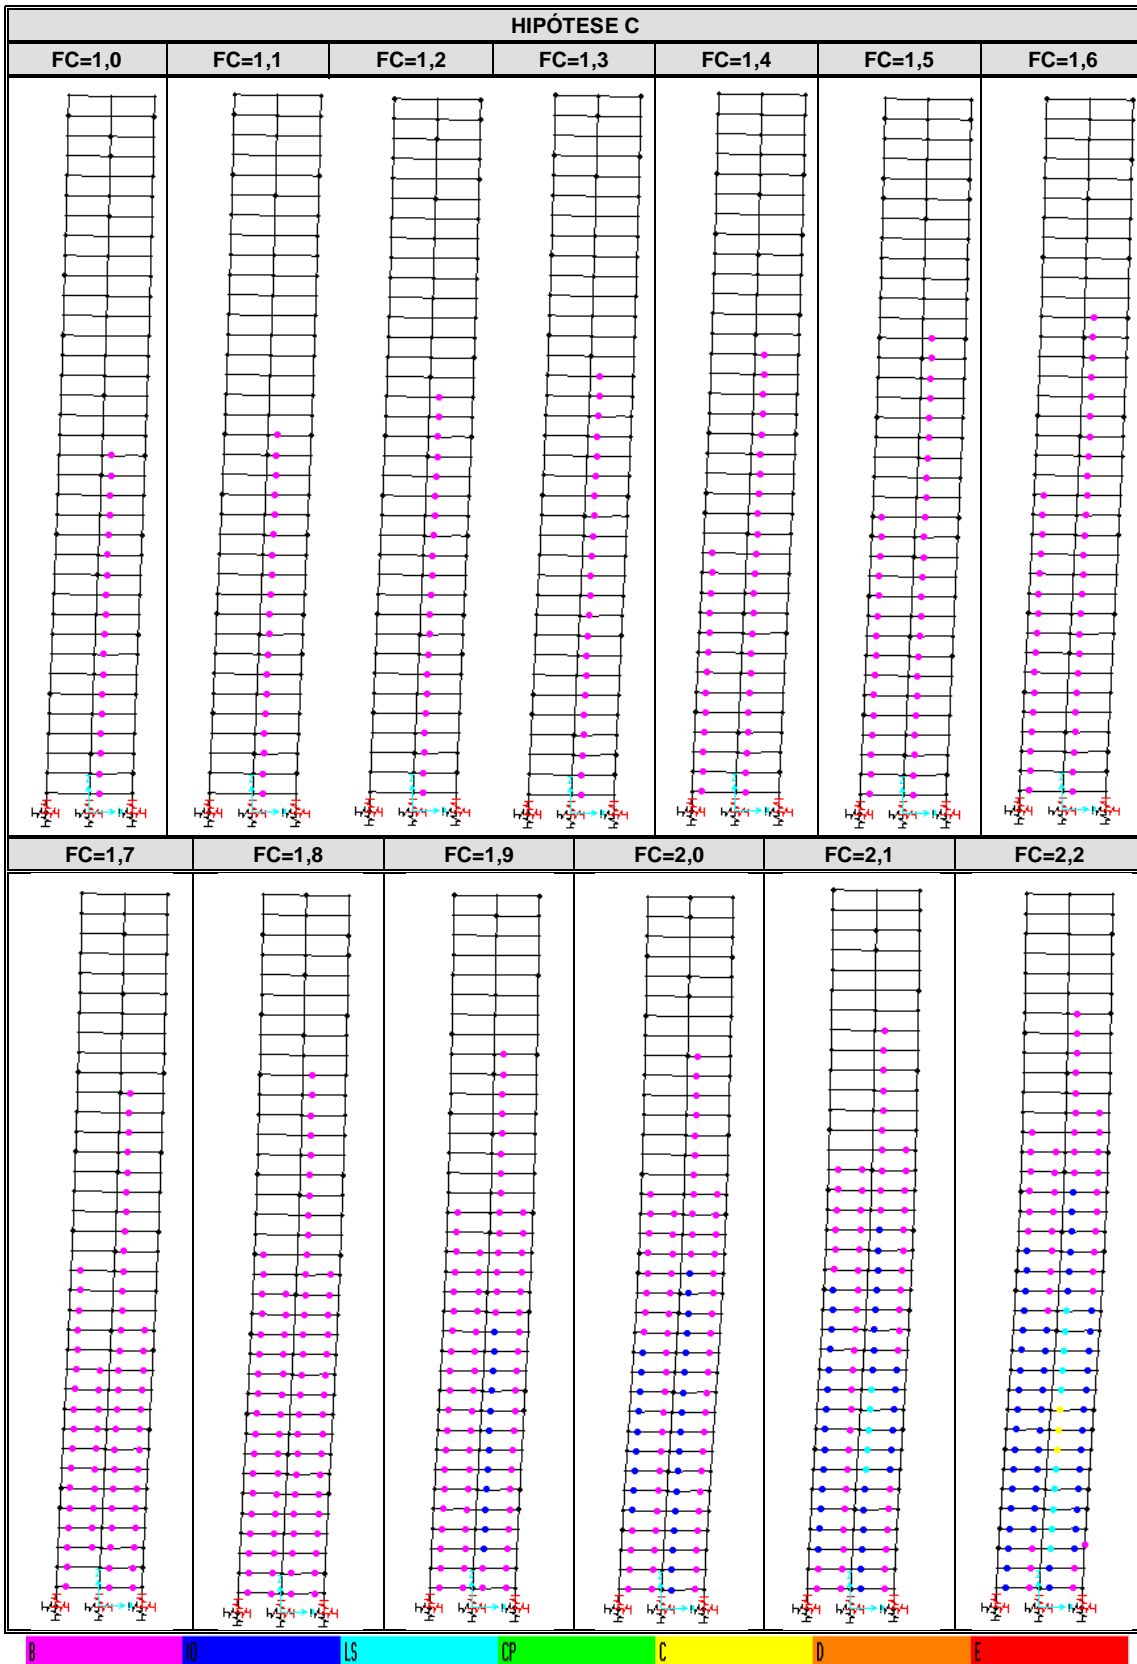 HIPÓTESE C
FC=1,0 FC=1,1 FC=1,2 FC=1,3 FC=1,4 FC=1,5 FC=1,6
FC=1,7 FC=1,8 FC=1,9 FC=2,0 FC=2,1 FC=2,2
B IO LS CP C D E